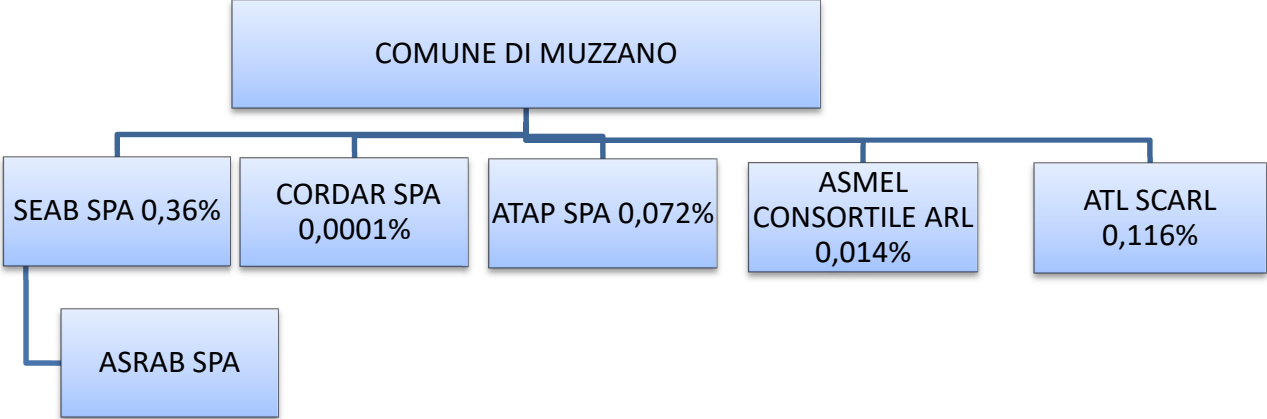 COMUNE DI MUZZANO
SEAB SPA 0,36%
CORDAR SPA
0,0001%
ATAP SPA 0,072%
ASMEL
CONSORTILE ARL
0,014%
ATL SCARL
0,116%
ASRAB SPA